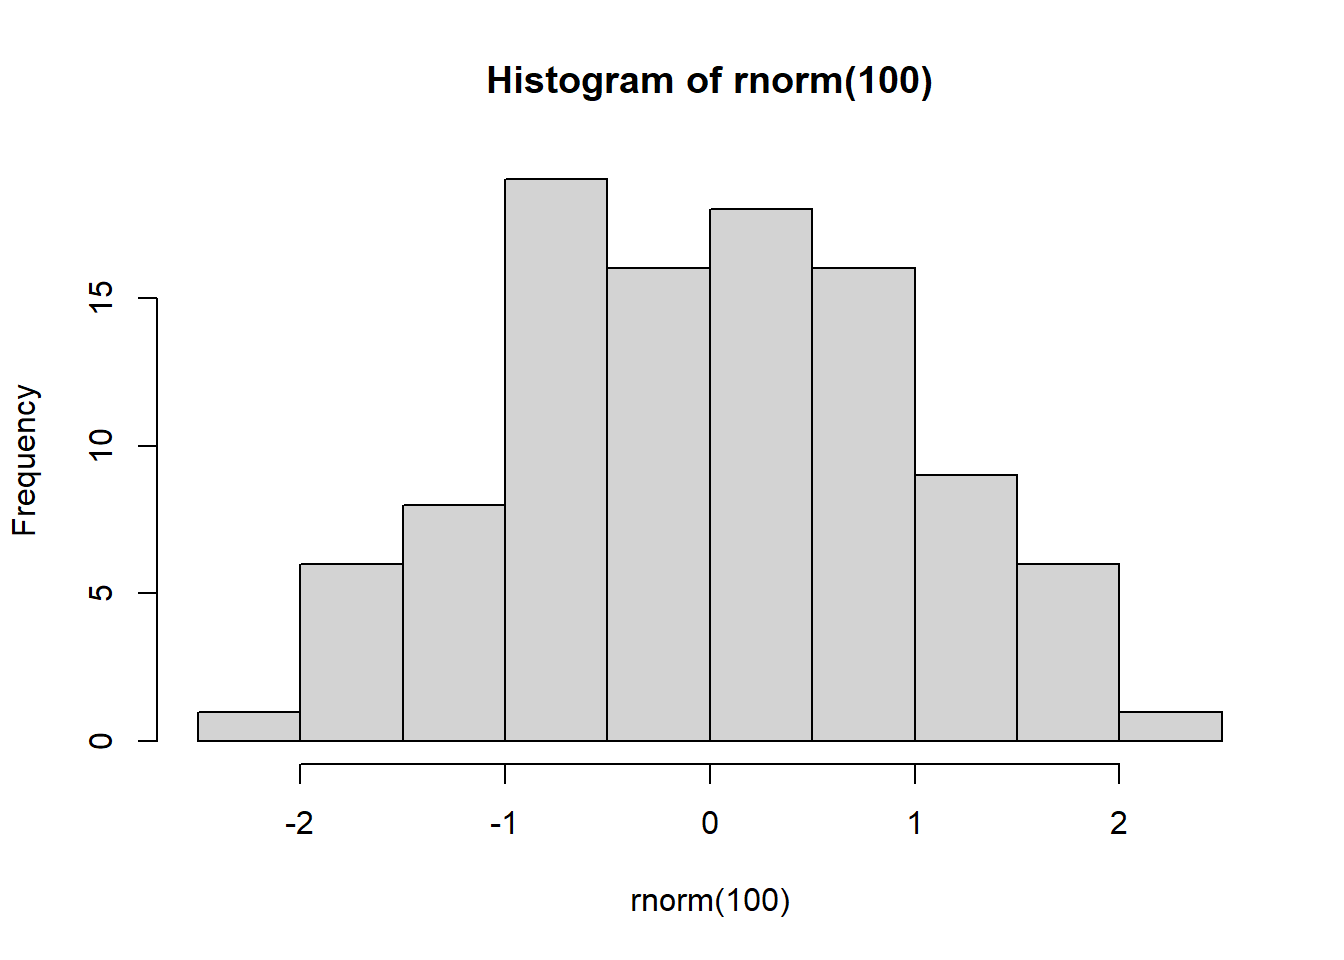 Histogram of rnorm(100)
Frequency
15
10
5
0
-2 -1 0 1 2
rnorm(100)